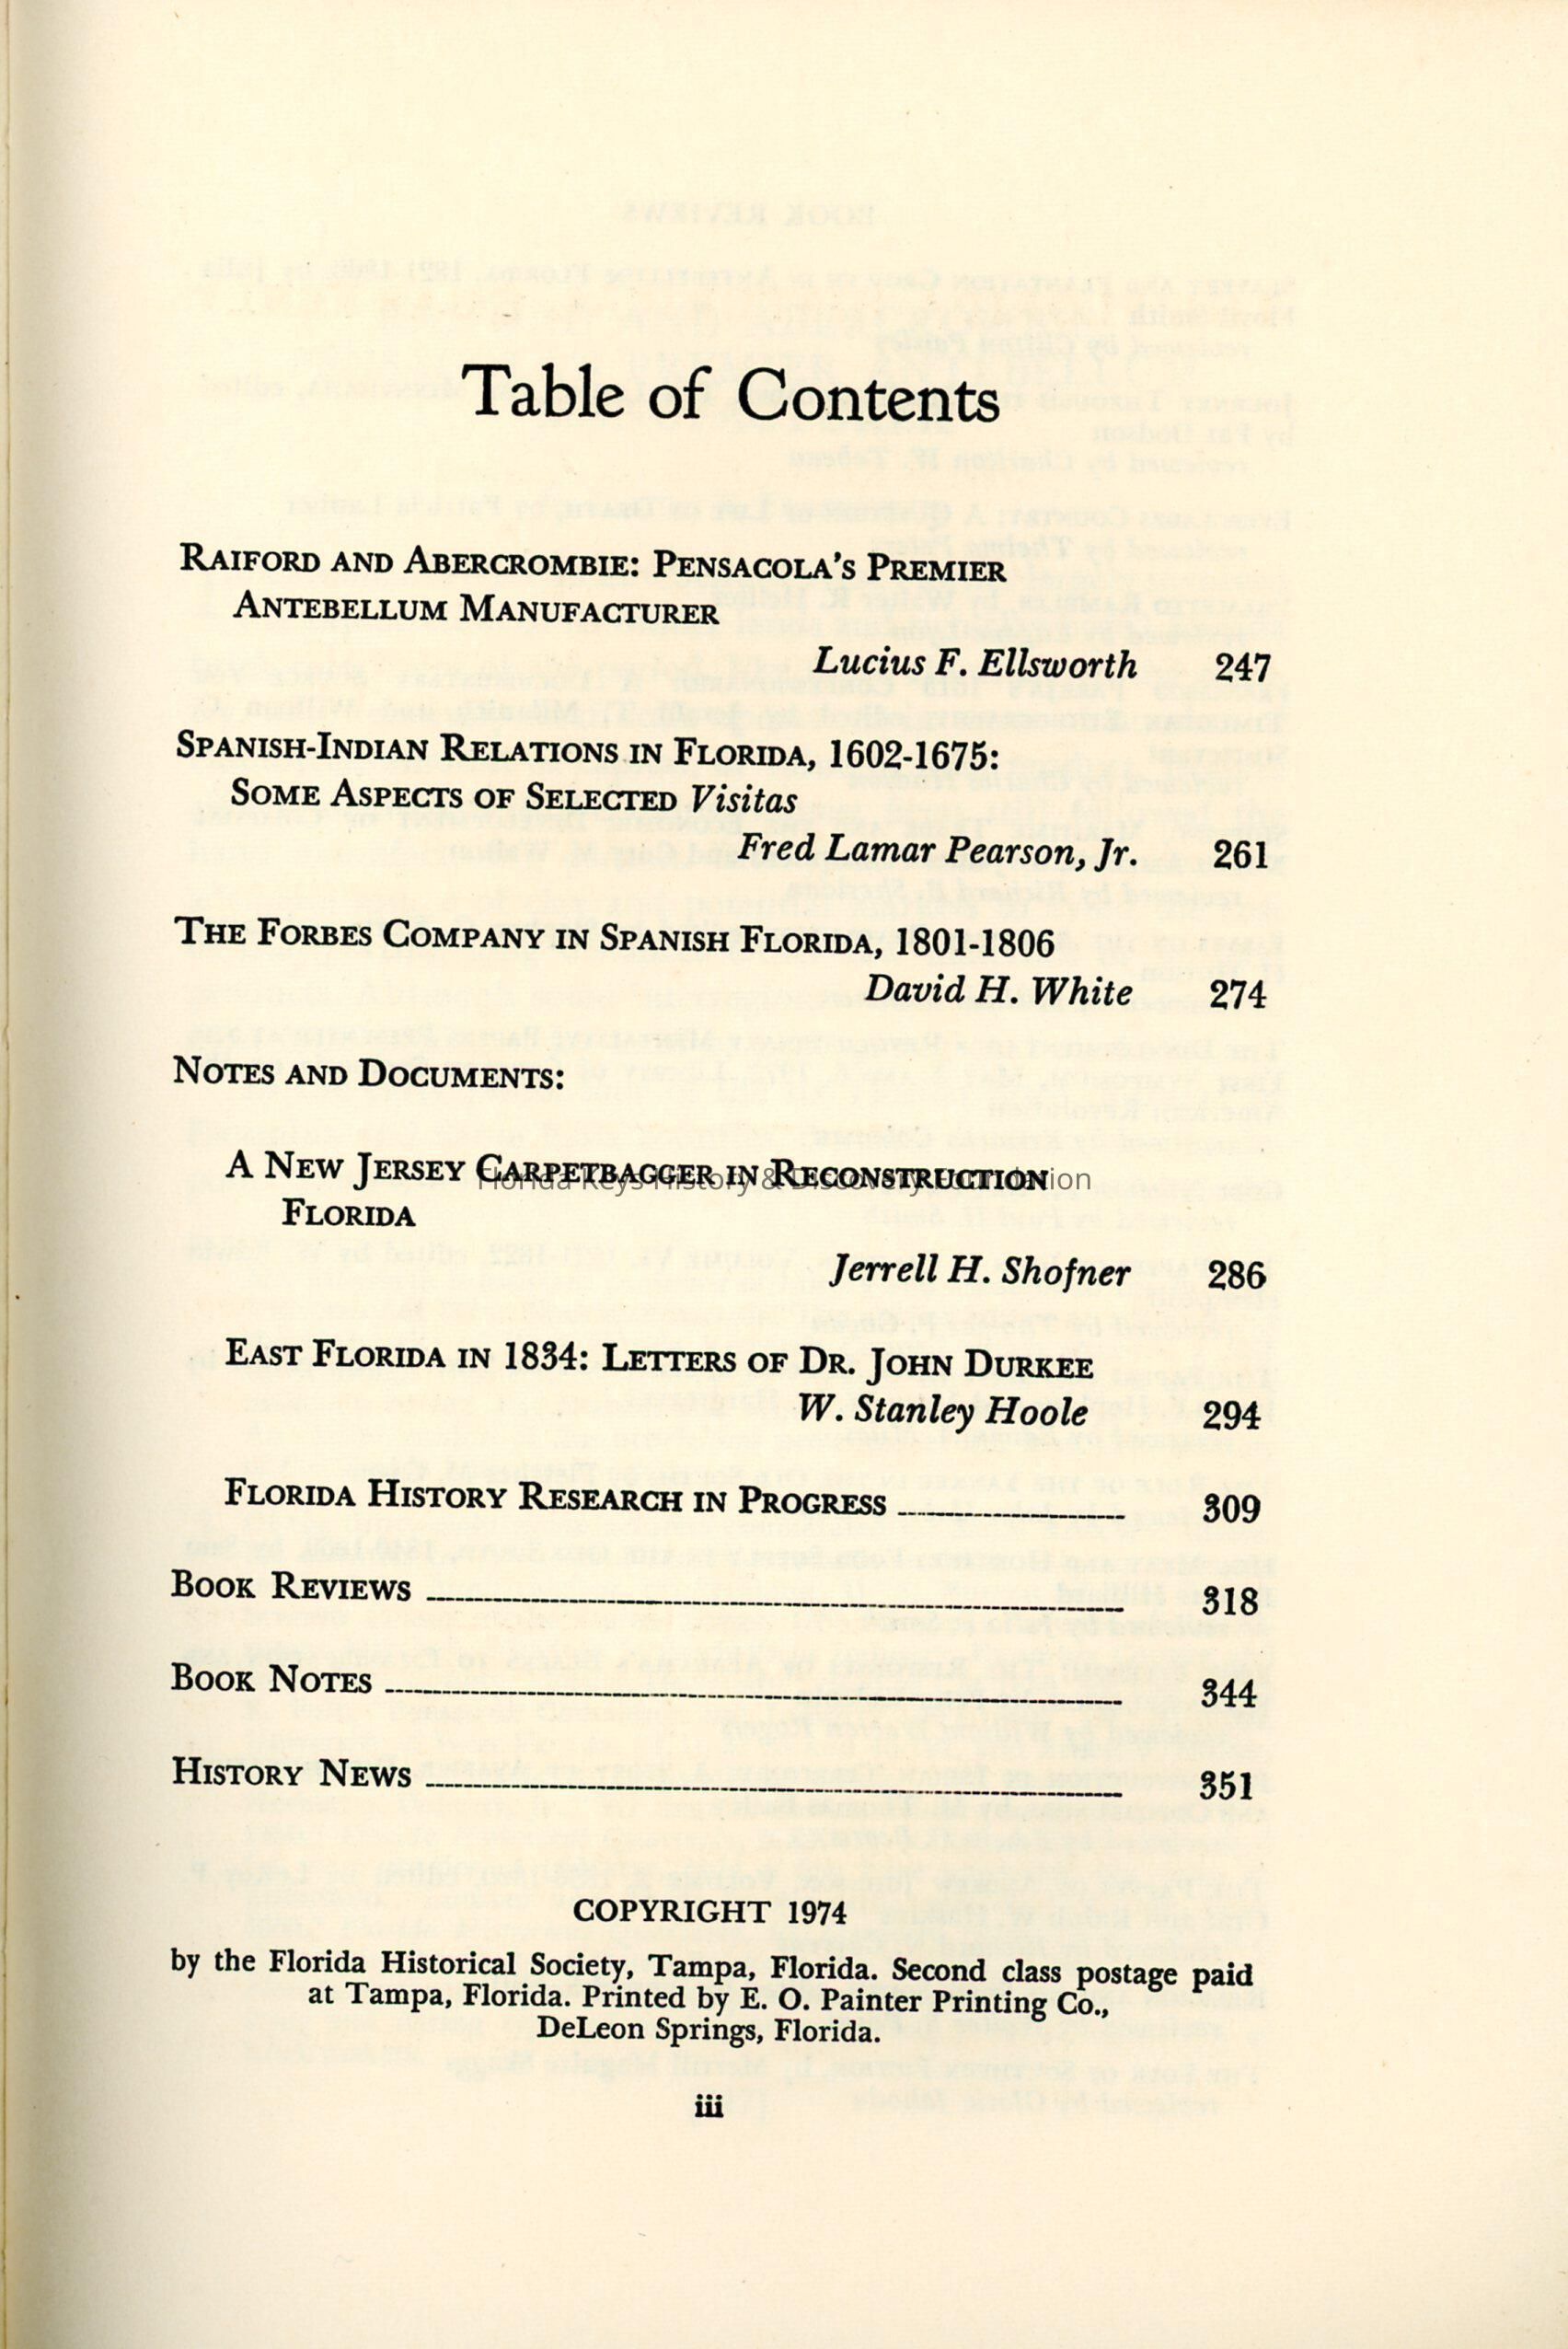 Table of Contents
RAIFORD AND ABERCROMBIE: PENSACOLA'S PREMIER
ANTEBELLUM MANUFACTURER
Lucius F. Ellsworth 247
SPANISH-INDIAN RELATIONS IN FLORIDA, 1602-1675:
SOME ASPECTS OF SELECTED Visitas
Fred Lamar Pearson, Jr. 261
THE FORBES COMPANY IN SPANISH FLORIDA, 1801-1806
David H. White 274
NOTES AND DOCUMENTS:
A NEW JERSEY CARPETBAGGER IN RECONSTRUCTION
Florida Keys History & Discovery Foundation
FLORIDA
Jerrell H. Shofner 286
EAST FLORIDA IN 1834: LETTERS OF DR. JOHN DURKEE
W. Stanley Hoole 294
FLORIDA HISTORY RESEARCH IN PROGRESS 309
BOOK REVIEWS 318
BOOK NOTES 344
HISTORY NEWS 351
COPYRIGHT 1974
by the Florida Historical Society, Tampa, Florida. Second class postage paid
at Tampa, Florida. Printed by E. O. Painter Printing Co.,
DeLeon Springs, Florida.
iii